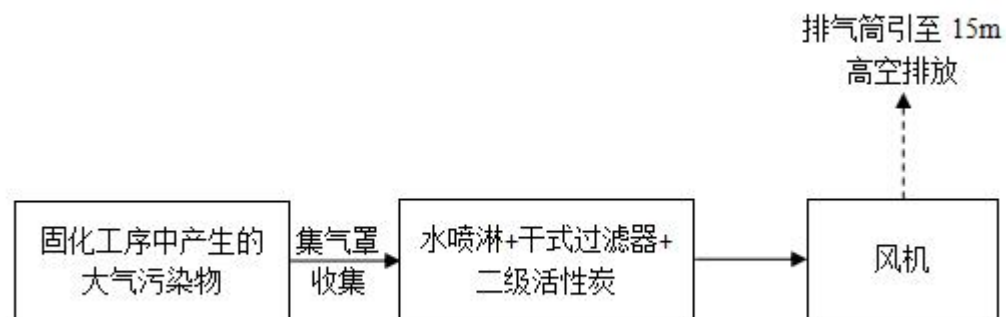 排气筒引至 15m
高空排放
固化工序中产生的
大气污染物
集气罩
收集
水喷淋+干式过滤器+
二级活性炭
风机